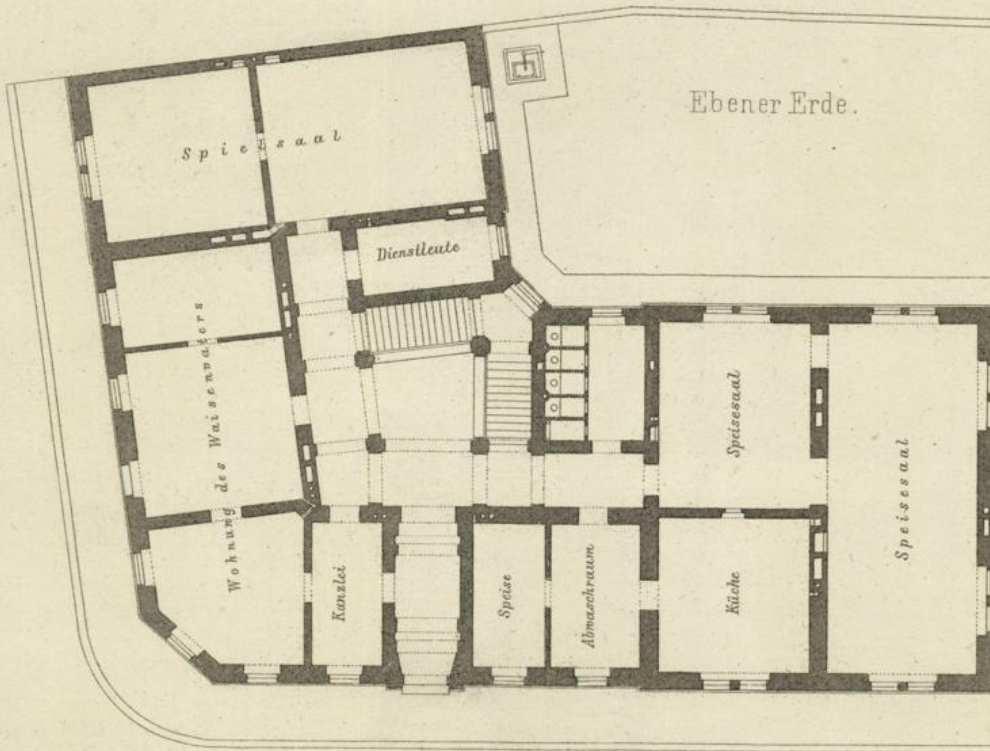 Ebener Erde.
Spielsaal
Dienstleute
Wohnung des Waisenvaters
Speisesaal
Speisesaal
Kanzlei
Speise
Abwaschraum
Küche